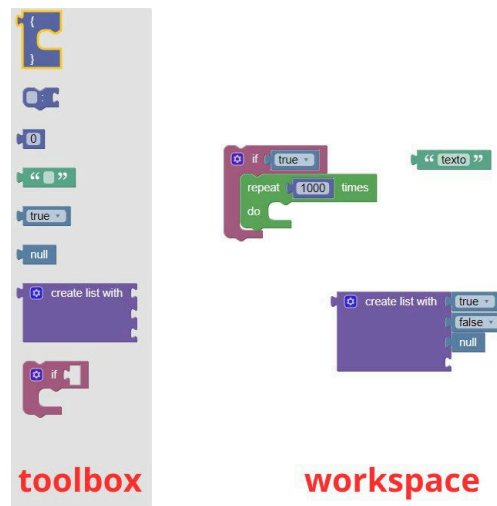 {
}
:
0
“ ”
true
null
create list with
if
toolbox
if true
repeat 1000 times
do
“ texto ”
create list with true
false
null
workspace